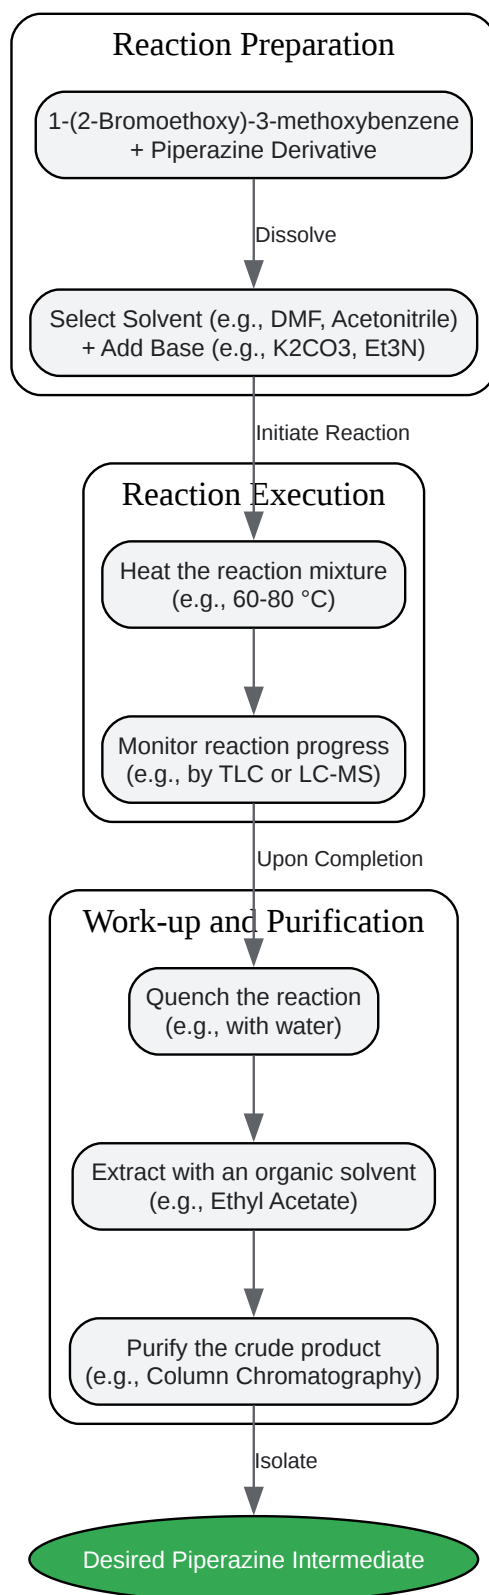 Reaction Preparation
1-(2-Bromoethoxy)-3-methoxybenzene
+ Piperazine Derivative
Dissolve
Select Solvent (e.g., DMF, Acetonitrile)
+ Add Base (e.g., K2CO3, Et3N)
Initiate Reaction
Reaction Execution
Heat the reaction mixture
(e.g., 60-80 °C)
Monitor reaction progress
(e.g., by TLC or LC-MS)
Upon Completion
Work-up and Purification
Quench the reaction
(e.g., with water)
Extract with an organic solvent
(e.g., Ethyl Acetate)
Purify the crude product
(e.g., Column Chromatography)
Isolate
Desired Piperazine Intermediate